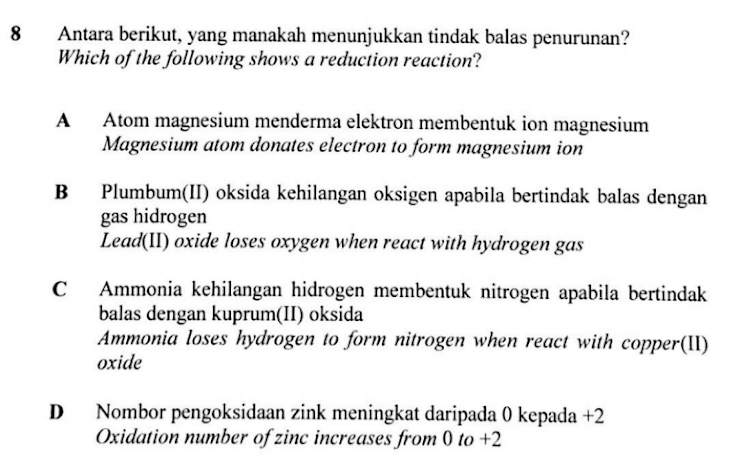 8 Antara berikut, yang manakah menunjukkan tindak balas penurunan?
Which of the following shows a reduction reaction?
A Atom magnesium menderma elektron membentuk ion magnesium
Magnesium atom donates electron to form magnesium ion
B Plumbum(II) oksida kehilangan oksigen apabila bertindak balas dengan
gas hidrogen
Lead(II) oxide loses oxygen when react with hydrogen gas
C Ammonia kehilangan hidrogen membentuk nitrogen apabila bertindak
balas dengan kuprum(II) oksida
Ammonia loses hydrogen to form nitrogen when react with copper(II)
oxide
D Nombor pengoksidaan zink meningkat daripada 0 kepada +2
Oxidation number of zinc increases from 0 to +2